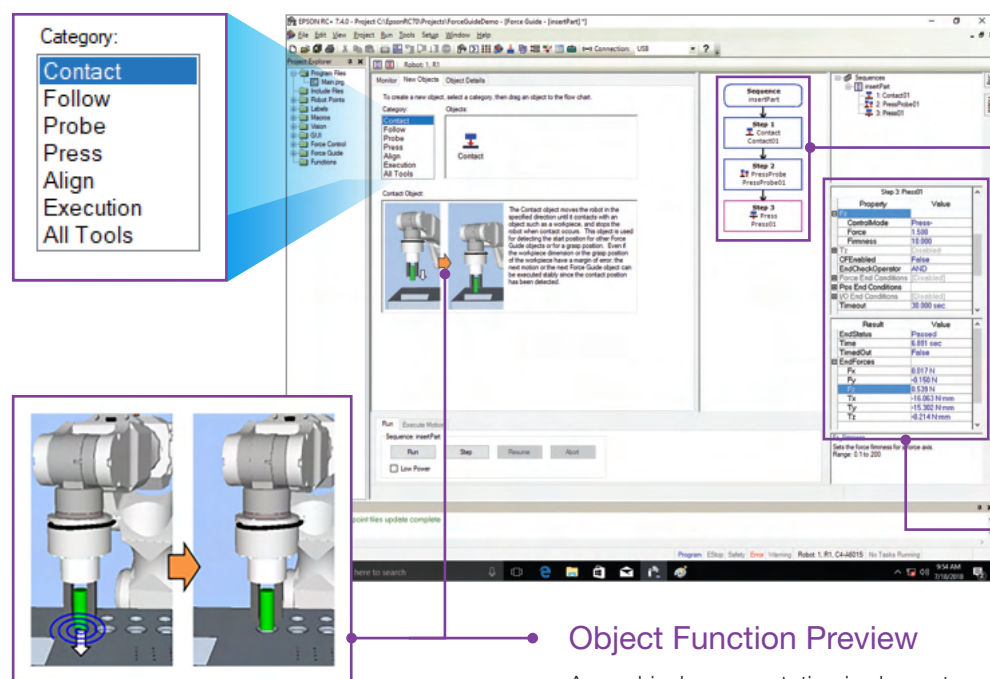 Category:
Contact
Follow
Probe
Press
Align
Execution
All Tools
EPSON RC+ 7.4.0 - Project C:\EpsonRC70\Projects\ForceGuideDemo - [Force Guide - [insertPart] *]
File Edit View Project Run Tools Setup Window Help
Connection: USB
Project Explorer
Program Files
Main.prg
Include Files
Robot Points
Labels
Macros
Vision
GUI
Force Control
Force Guide
Functions
Robot: 1, R1
Monitor New Objects Object Details
To create a new object, select a category, then drag an object to the flow chart.
Category: Objects:
Contact
Follow
Probe
Press
Align
Execution
All Tools
Contact
Contact Object:
The Contact object moves the robot in the
specified direction until it contacts with an
object such as a workpiece, and stops the
robot when contact occurs. This object is used
for detecting the start position for other Force
Guide objects or for a grasp position. Even if
the workpiece dimension or the grasp position
of the workpiece have a margin of error, the
next motion or the next Force Guide object can
be executed stably since the contact position
has been detected.
Sequence
insertPart
Step 1
Contact
Contact01
Step 2
PressProbe
PressProbe01
Step 3
Press
Press01
Sequences
insertPart
1: Contact01
2: PressProbe01
3: Press01
Step 3 Press01
Property Value
Fz
ControlMode Press-
Force 1.500
Firmness 10.000
Tz Disabled
CFEnabled False
EndCheckOperator AND
Force End Conditions [Disabled]
Pos End Conditions
I/O End Conditions [Disabled]
Timeout 30.000 sec
Result Value
EndStatus Passed
Time 6.891 sec
TimedOut False
EndForces
Fx 0.017 N
Fy -0.150 N
Fz 0.539 N
Tx -16.063 N·mm
Ty -15.302 N·mm
Tz -0.214 N·mm
Sets the force firmness for a force axis.
Range: 0.1 to 200
Run Execute Motion
Sequence: insertPart
Run Step Resume Abort
Low Power
point files update complete
Program EStop Safety Error Warning Robot: 1, R1, C4-A601S No Tasks Running
here to search
9:54 AM
7/18/2018
Object Function Preview